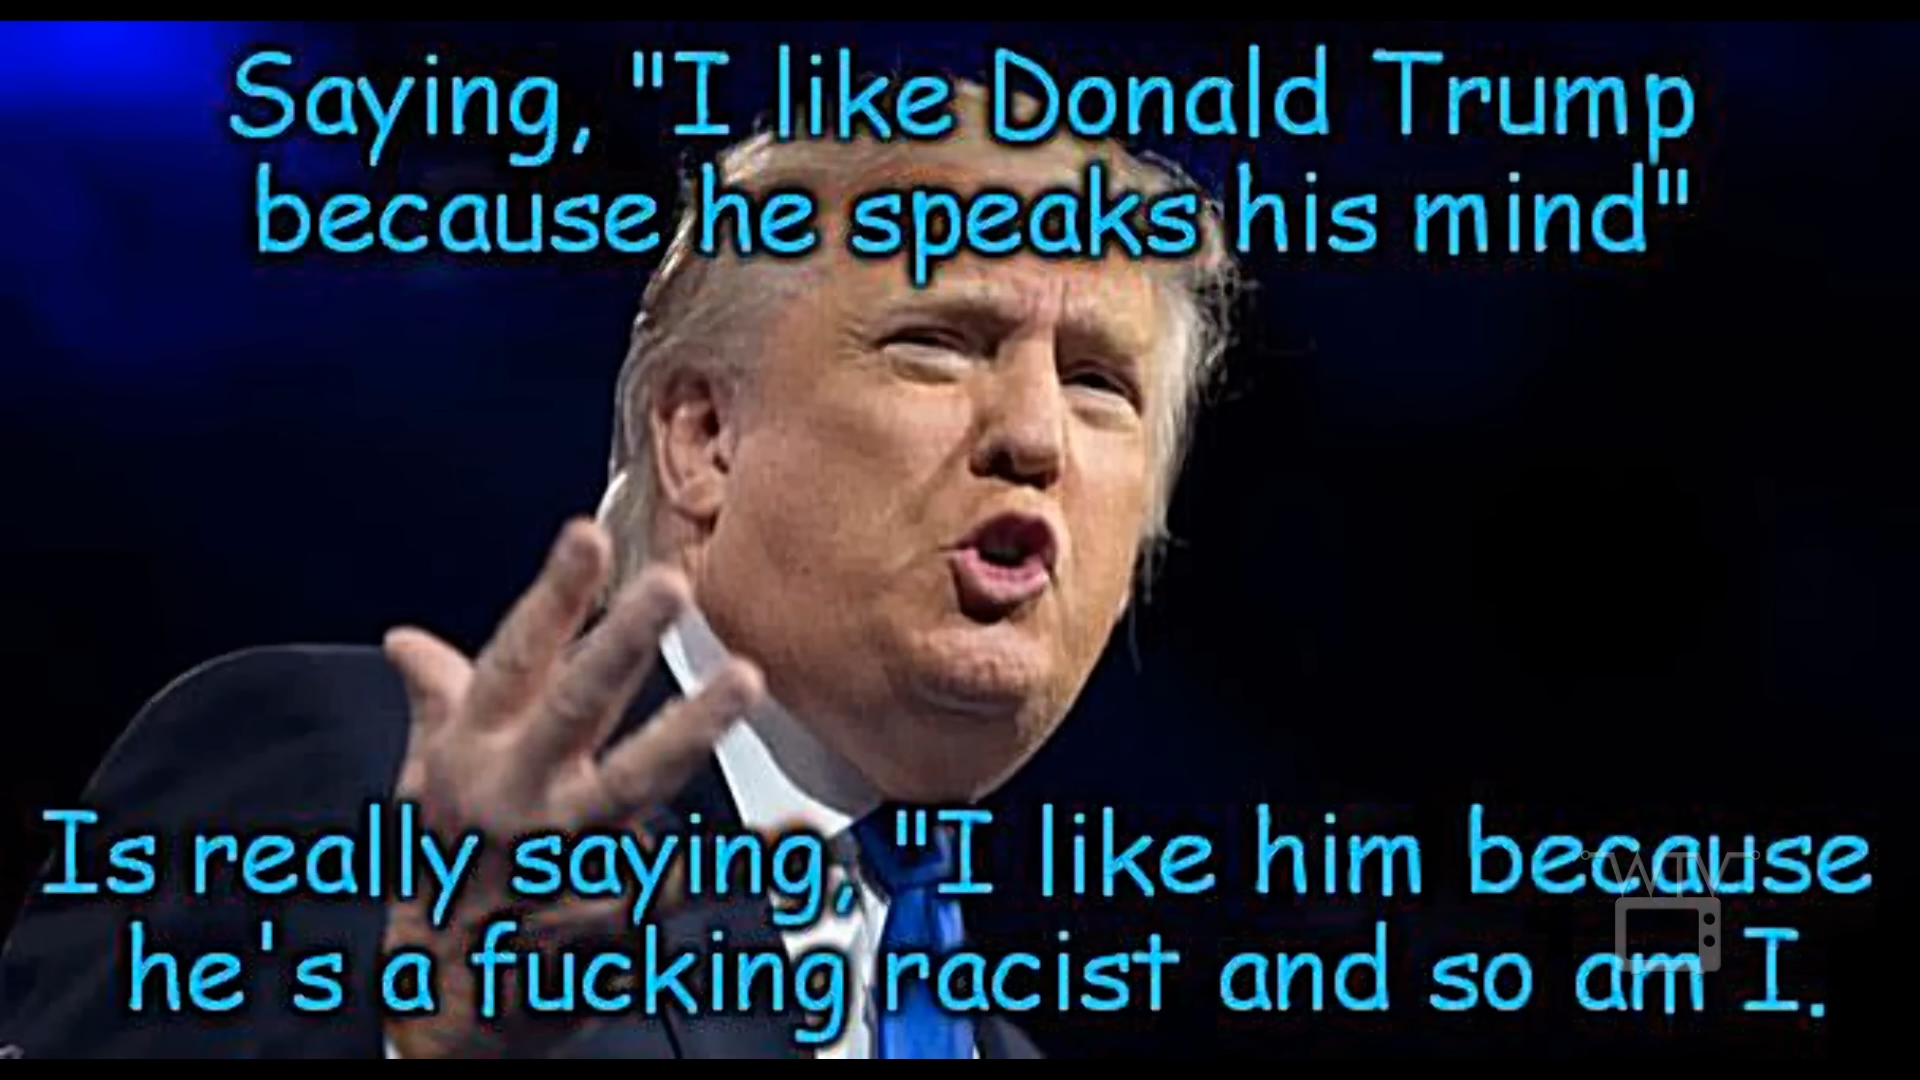 Saying, "I like Donald Trump
because he speaks his mind"
Is really saying, "I like him because
he's a fucking racist and so am I.
WTV